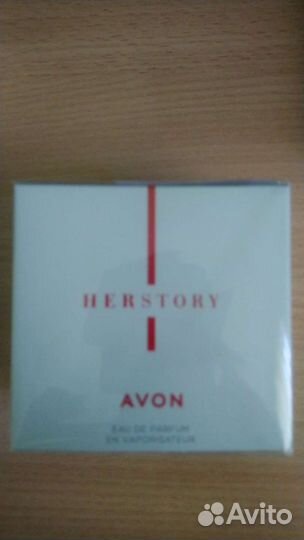 HERSTORY
AVON
EAU DE PARFUM
EN VAPORISATEUR
Avito